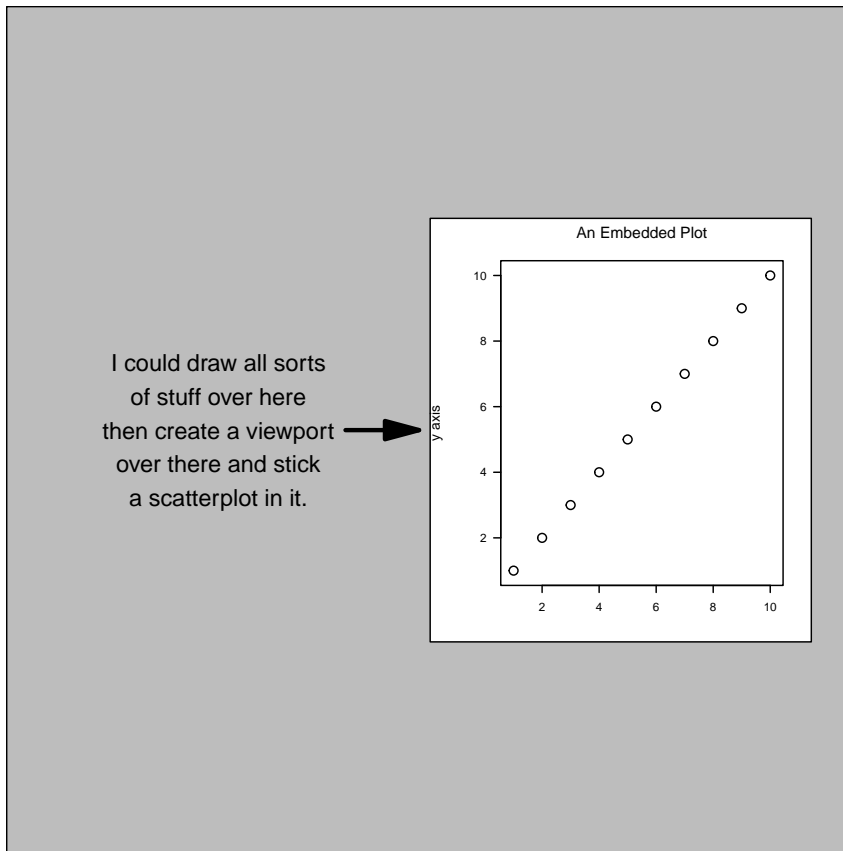 I could draw all sorts
of stuff over here
then create a viewport
over there and stick
a scatterplot in it.
An Embedded Plot
y axis
10
8
6
4
2
2 4 6 8 10